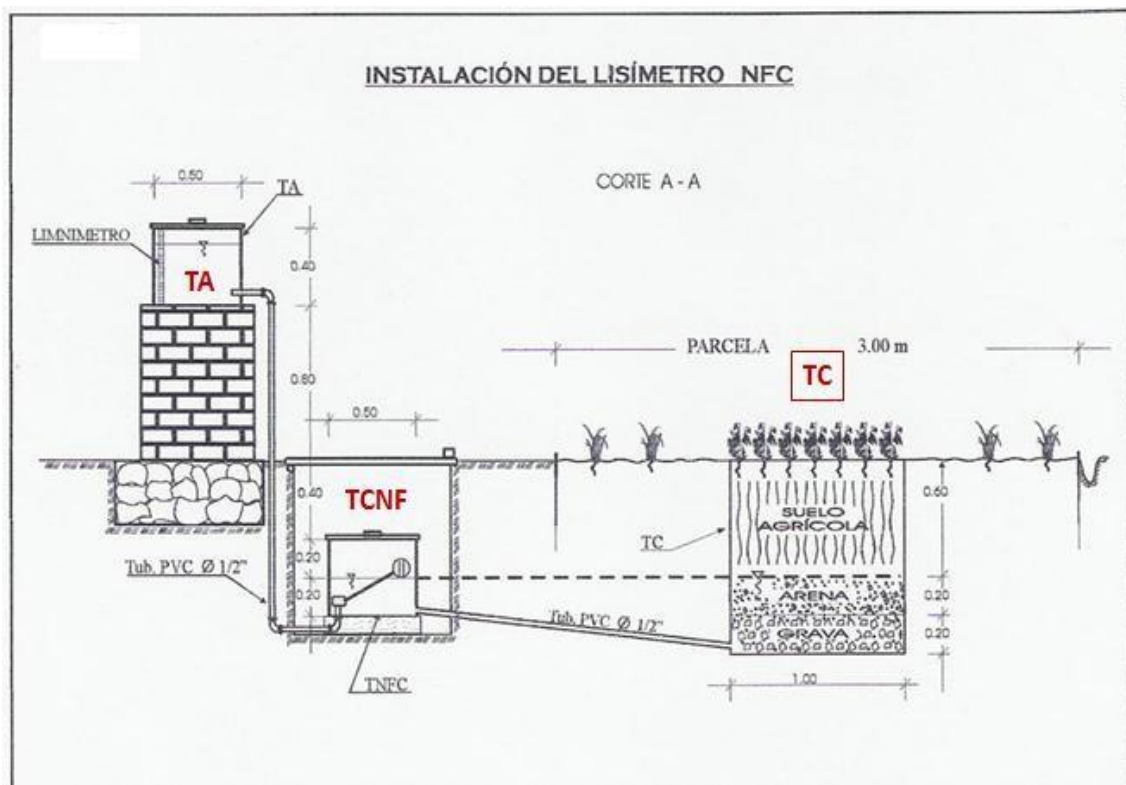 INSTALACIÓN DEL LISÍMETRO NFC
CORTE A - A
0.50
TA
LIMNIMETRO
TA
0.40
0.80
PARCELA 3.00 m
TC
0.50
TCNF
0.40
0.20
0.20
Tub. PVC Ø 1/2"
TNFC
Tub. PVC Ø 1/2"
TC
SUELO
AGRÍCOLA
0.60
ARENA
0.20
GRAVA
0.20
1.00